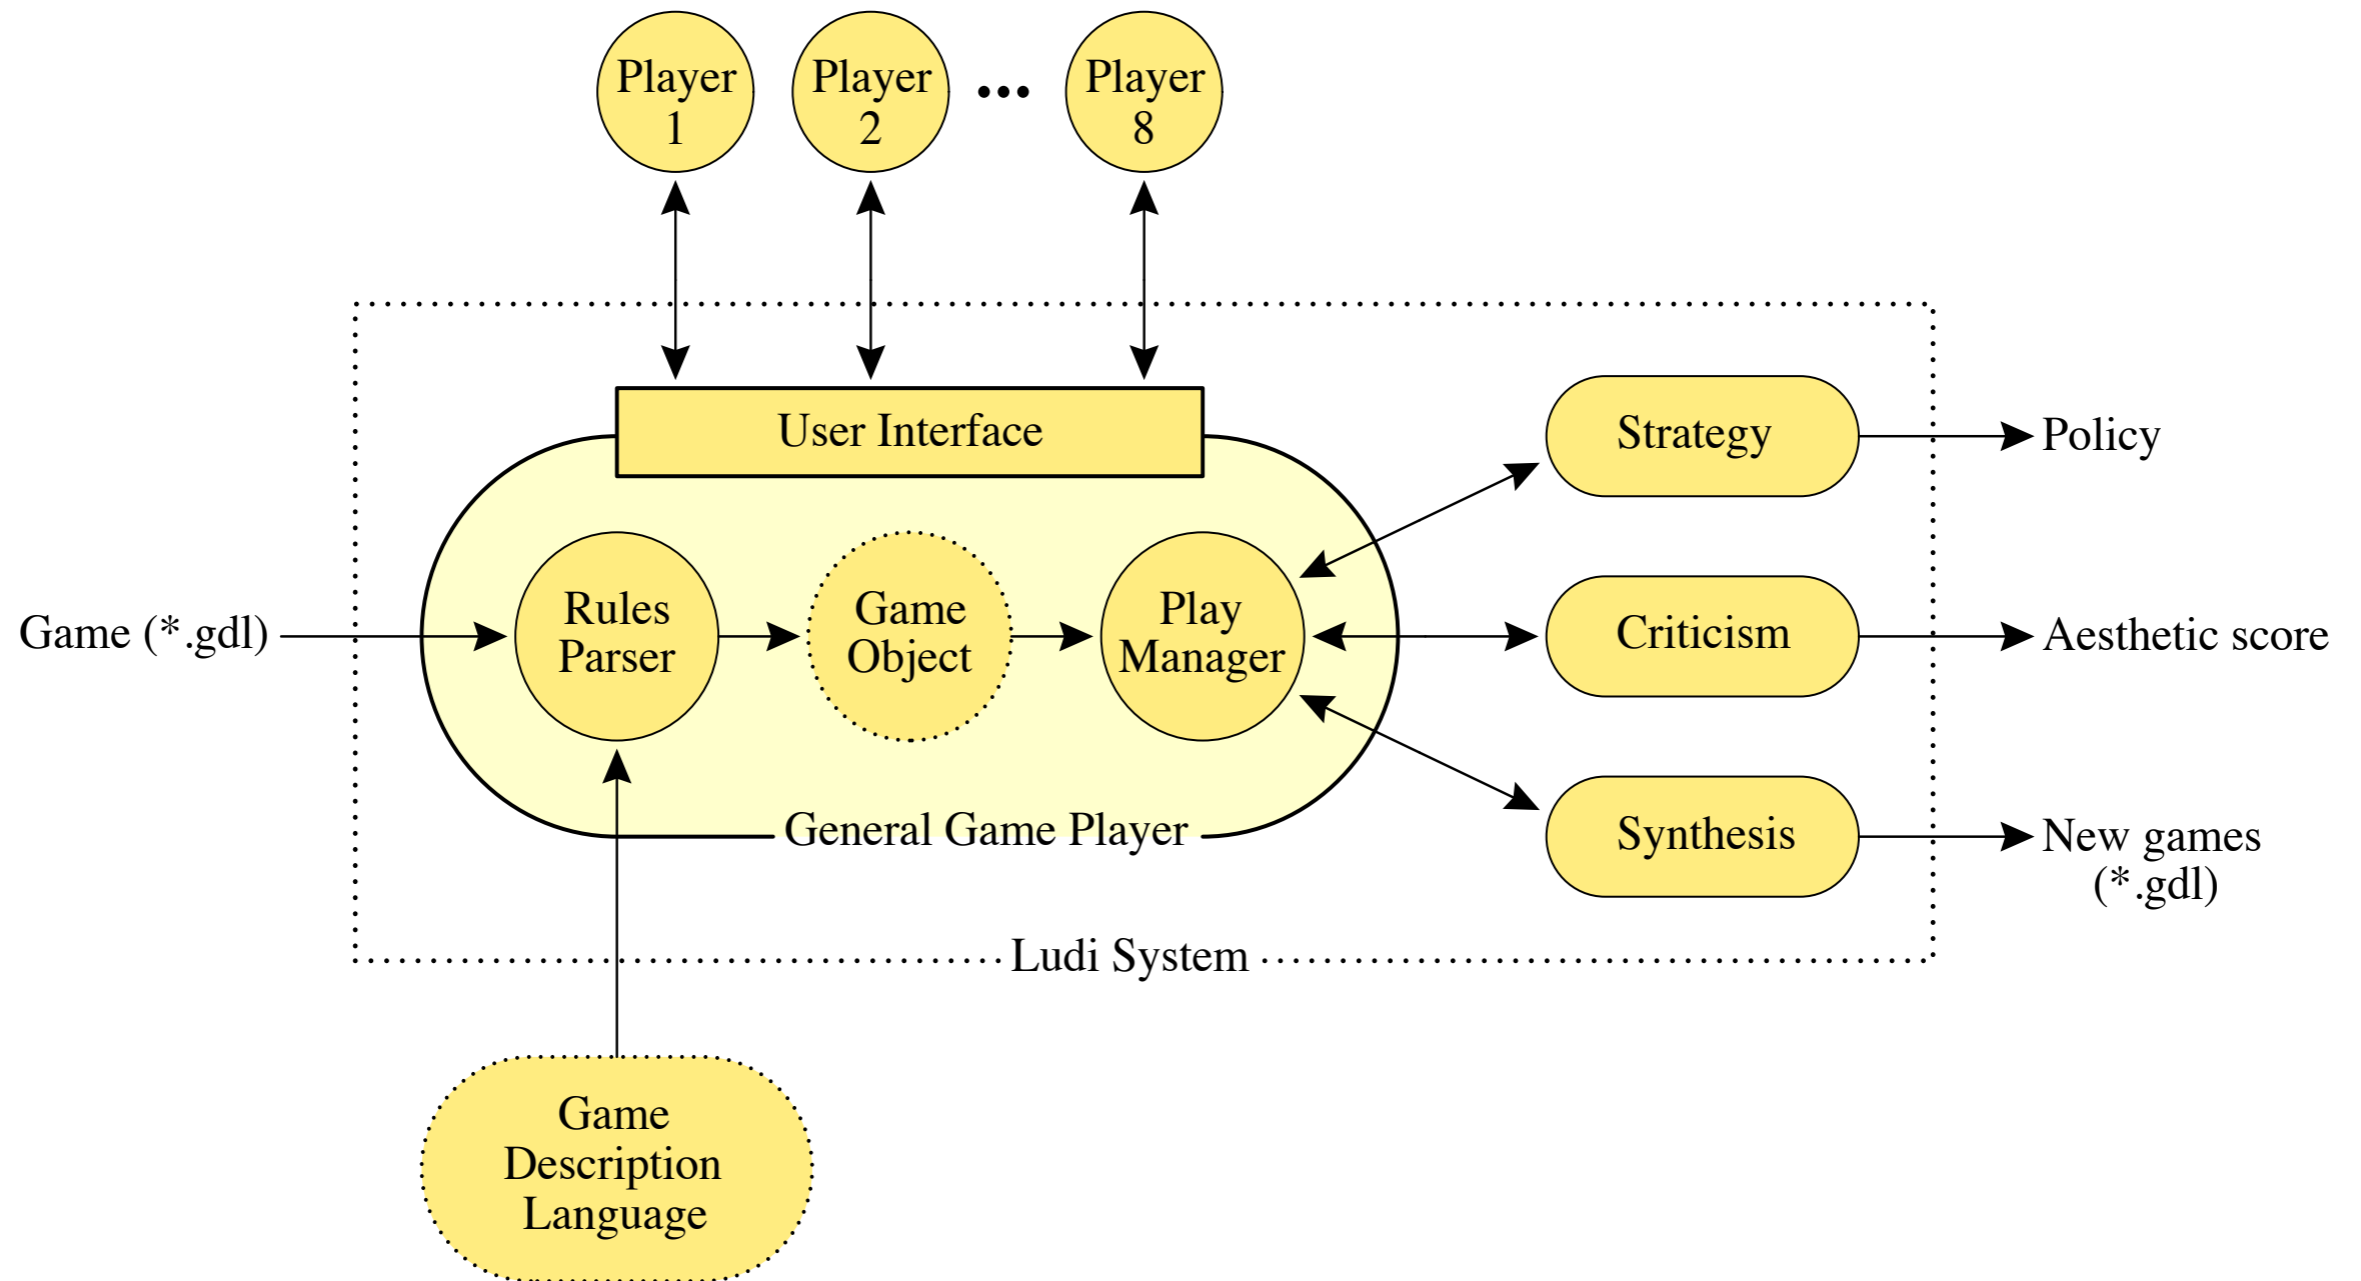 Player
1
Player
2
Player
8
User Interface
Strategy
Policy
Game (*.gdl)
Rules
Parser
Game
Object
Play
Manager
Criticism
Aesthetic score
General Game Player
Synthesis
New games
(*.gdl)
Ludi System
Game
Description
Language